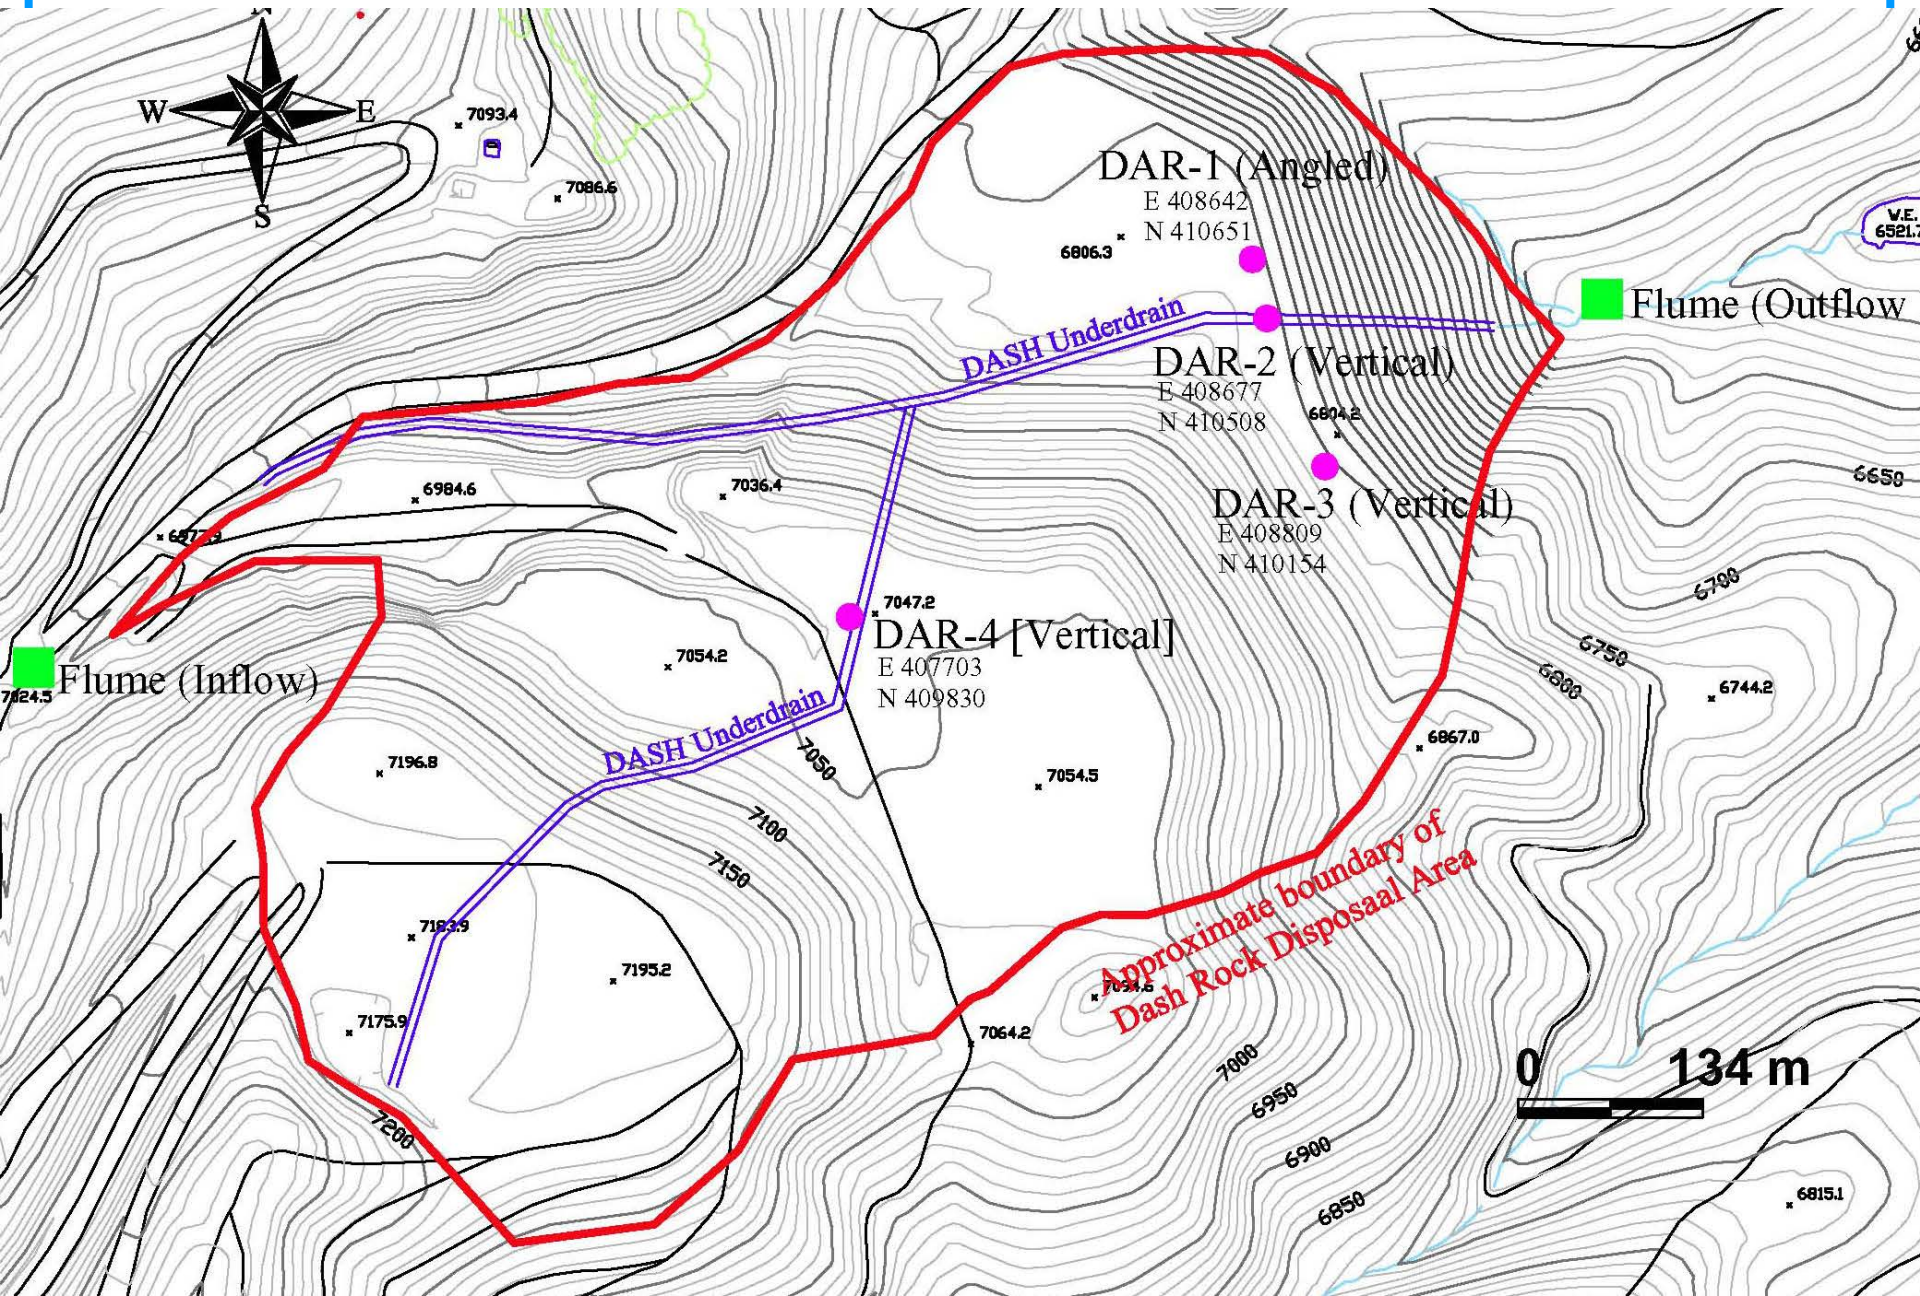 N
W
E
S
7093.4
7086.6
DAR-1 (Angled)
E 408642
N 410651
6806.3
W.E.
6521.7
Flume (Outflow
DASH Underdrain
DAR-2 (Vertical)
E 408677
N 410508
6804.2
6650
DAR-3 (Vertical)
E 408809
N 410154
6984.6
7036.4
6700
6750
6800
7047.2
DAR-4 [Vertical]
E 407703
N 409830
7054.2
Flume (Inflow)
7024.5
6744.2
DASH Underdrain
7050
6867.0
7196.8
7054.5
7100
7150
Approximate boundary of
Dash Rock Disposaal Area
7183.9
7195.2
7175.9
7064.2
7000
6950
6900
6850
0
134 m
7200
6815.1